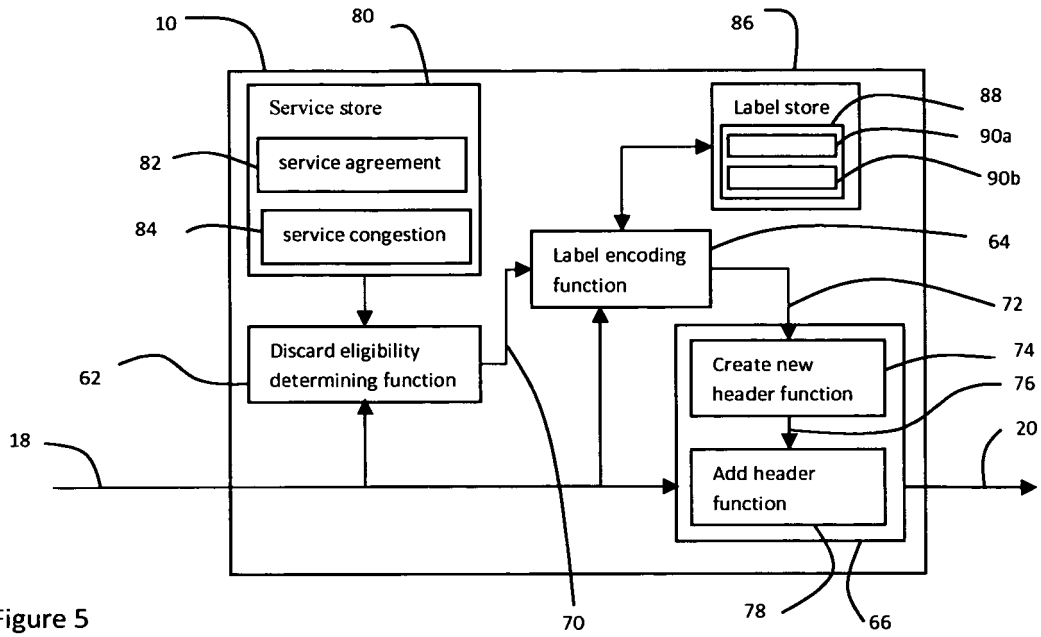 10
80
86
Service store
Label store
88
82
service agreement
90a
90b
84
service congestion
Label encoding
function
64
72
62
Discard eligibility
determining function
Create new
header function
74
76
18
20
Add header
function
70
78
66
Figure 5